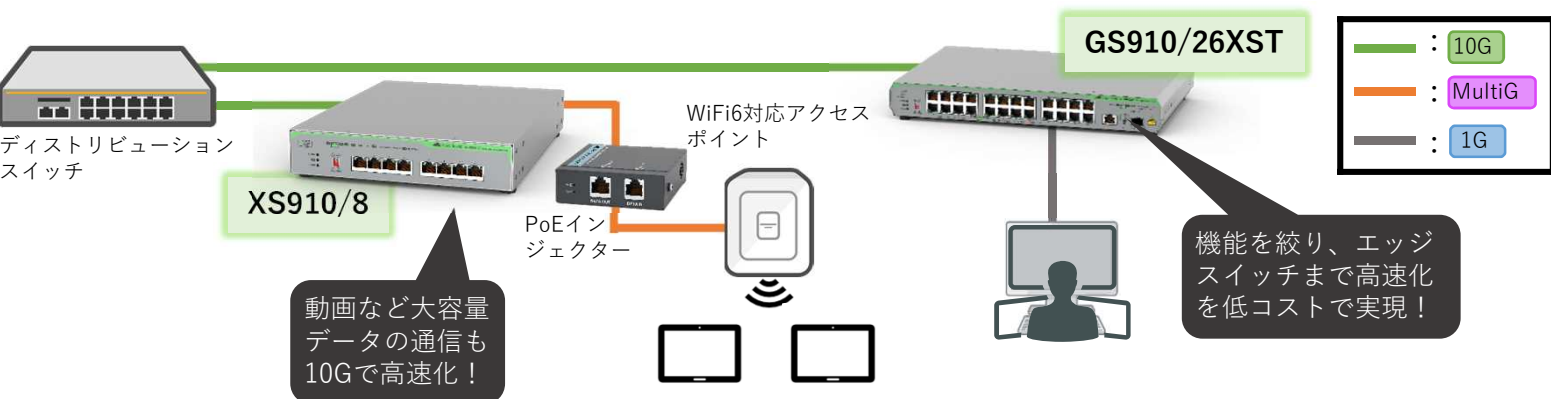 ディストリビューション
スイッチ
XS910/8
動画など大容量
データの通信も
10Gで高速化！
PoEイン
ジェクター
WiFi6対応アクセス
ポイント
GS910/26XST
機能を絞り、エッジ
スイッチまで高速化
を低コストで実現！
：10G
：MultiG
：1G